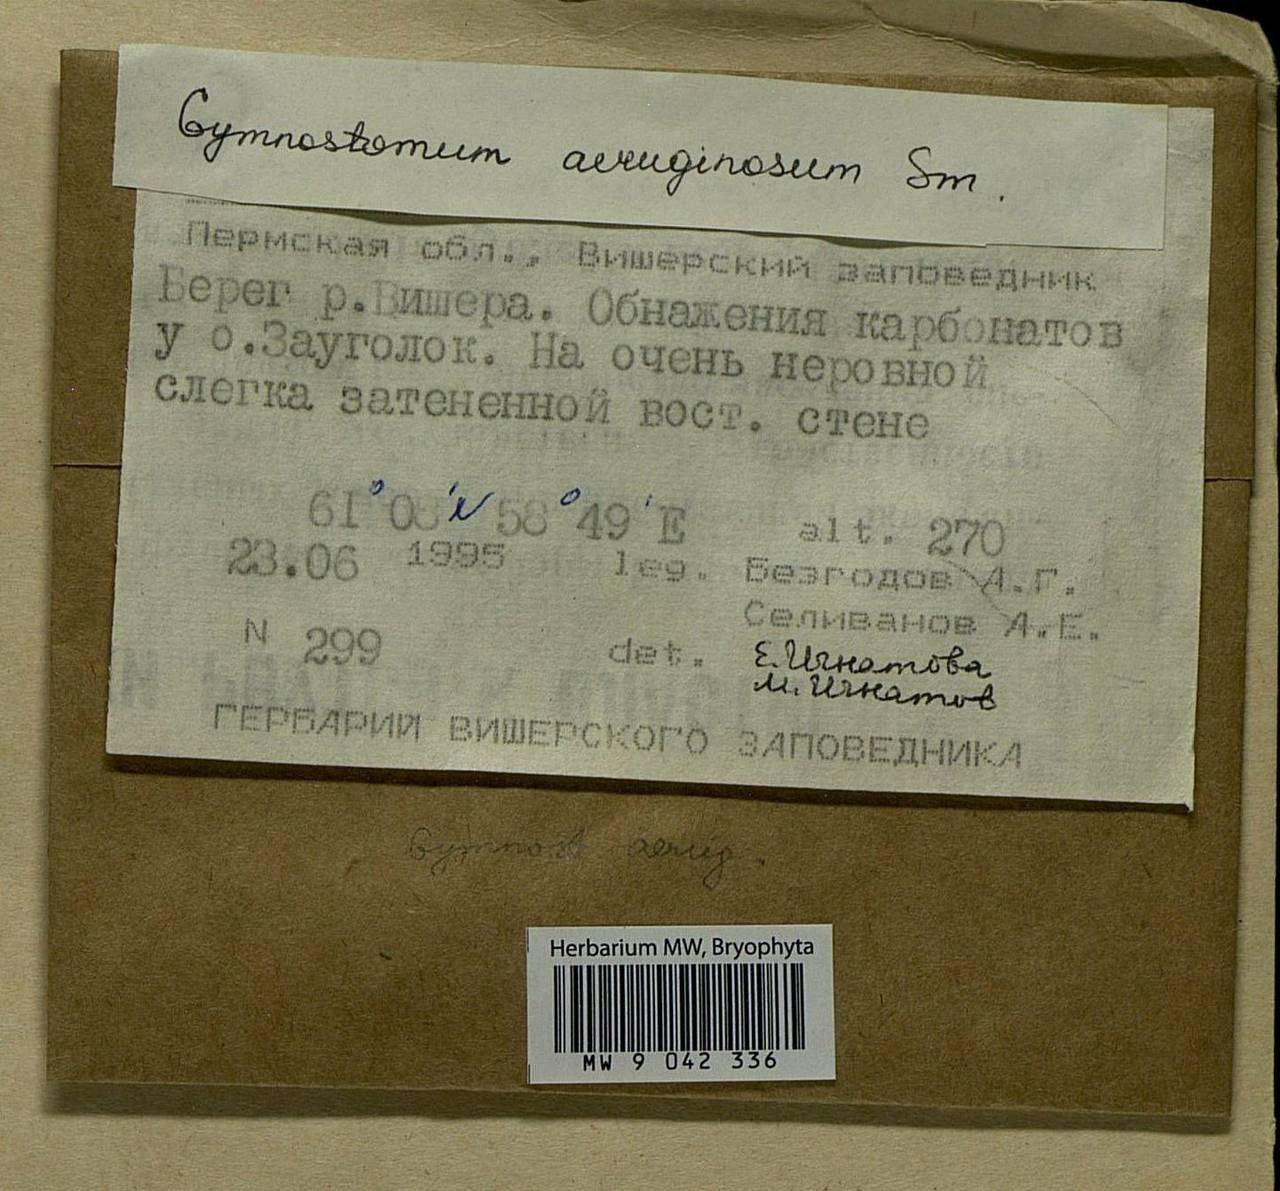 Gymnostomum aeruginosum Sm.
Пермская обл., Вишерский заповедник
Берег р.Вишера. Обнажения карбонатов
у о.Зауголок. На очень неровной
слегка затененной вост. стене
61°08'N 58°49'E alt. 270
23.06 1995 leg. Безгодов А.Г.
Селиванов А.Е.
N 299 det. Е.Игнатова
М.Игнатов
ГЕРБАРИЙ ВИШЕРСКОГО ЗАПОВЕДНИКА
Gymnost aerug.
Herbarium MW, Bryophyta
MW 9 042 336